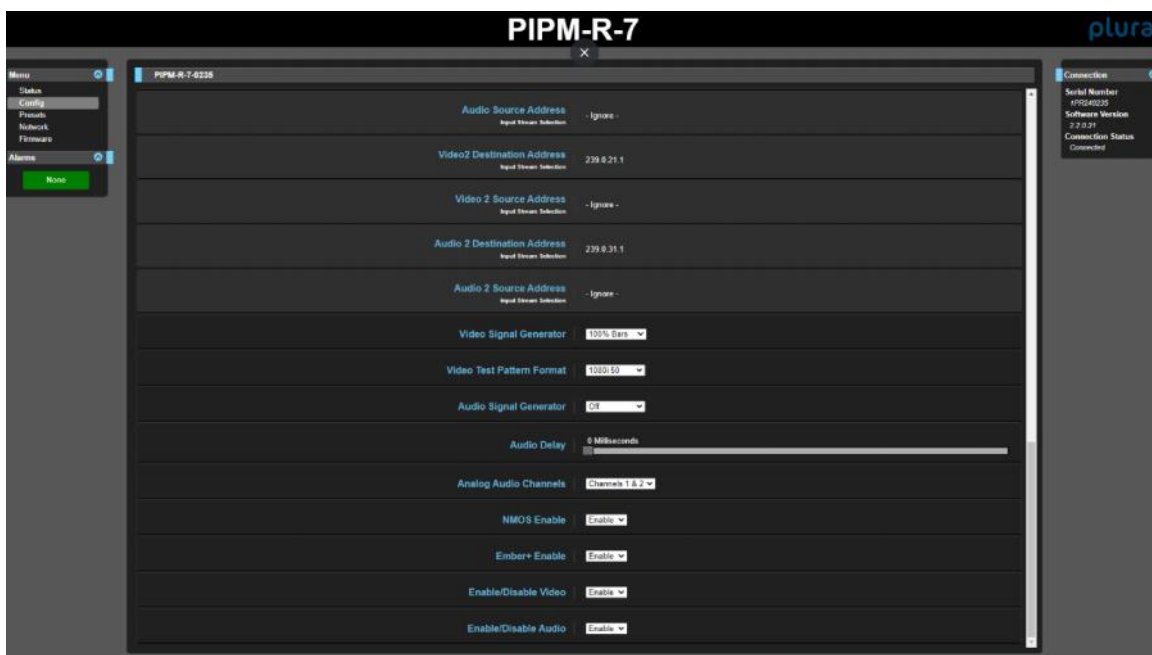 PIPM-R-7
plura
Menu
Status
Config
Presets
Network
Firmware
Alarms
None
PIPM-R-7-0235
Audio Source Address
Input Stream Selection
- Ignore -
Video2 Destination Address
Input Stream Selection
239.0.21.1
Video 2 Source Address
Input Stream Selection
- Ignore -
Audio 2 Destination Address
Input Stream Selection
239.0.31.1
Audio 2 Source Address
Input Stream Selection
- Ignore -
Video Signal Generator
100% Bars
Video Test Pattern Format
1080i 50
Audio Signal Generator
Off
Audio Delay
0 Milliseconds
Analog Audio Channels
Channels 1 & 2
NMOS Enable
Enable
Ember+ Enable
Enable
Enable/Disable Video
Enable
Enable/Disable Audio
Enable
Connection
Serial Number
1PR240235
Software Version
2.2.0.31
Connection Status
Connected